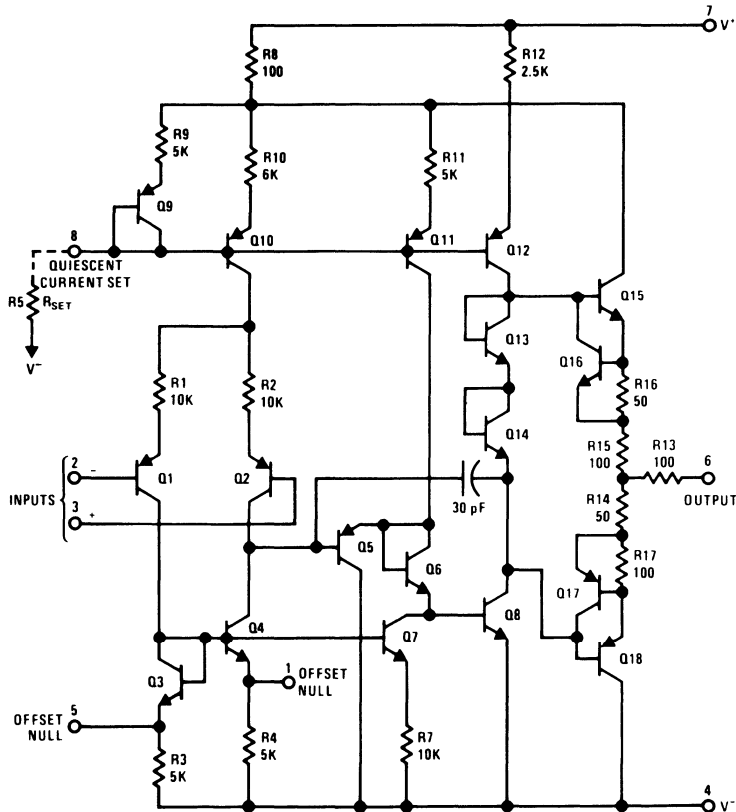 7
V+
R8
100
R12
2.5K
R9
5K
R10
6K
R11
5K
Q9
8
QUIESCENT
CURRENT SET
Q10
Q11
Q12
R5
RSET
V−
Q13
Q15
Q16
R16
50
R1
10K
R2
10K
Q14
R15
100
R13
100
6
OUTPUT
2
−
INPUTS
3
+
Q1
Q2
30 pF
R14
50
Q5
Q6
R17
100
Q17
Q4
Q7
Q8
Q18
Q3
1
OFFSET
NULL
5
OFFSET
NULL
R3
5K
R4
5K
R7
10K
4
V−